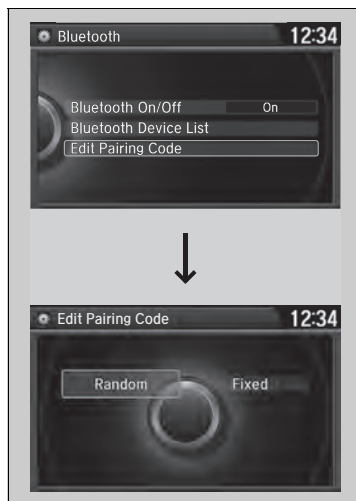 Bluetooth 12:34
Bluetooth On/Off On
Bluetooth Device List
Edit Pairing Code
Edit Pairing Code 12:34
Random Fixed